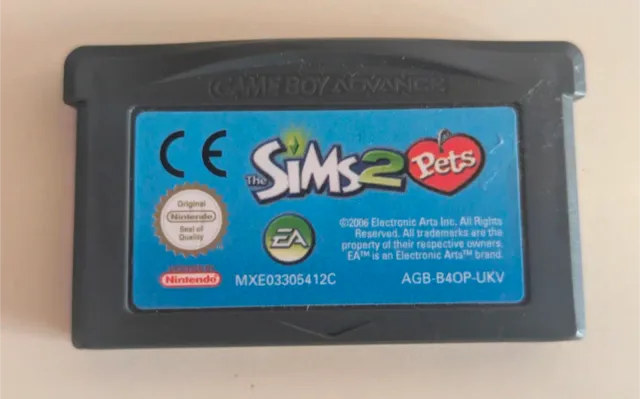 GAME BOY ADVANCE
CE
The SiMs 2 Pets
Original
Nintendo
Seal of
Quality
EA
©2006 Electronic Arts Inc. All Rights
Reserved. All trademarks are the
property of their respective owners.
EA™ is an Electronic Arts™ brand.
Nintendo
MXE03305412C
AGB-B4OP-UKV